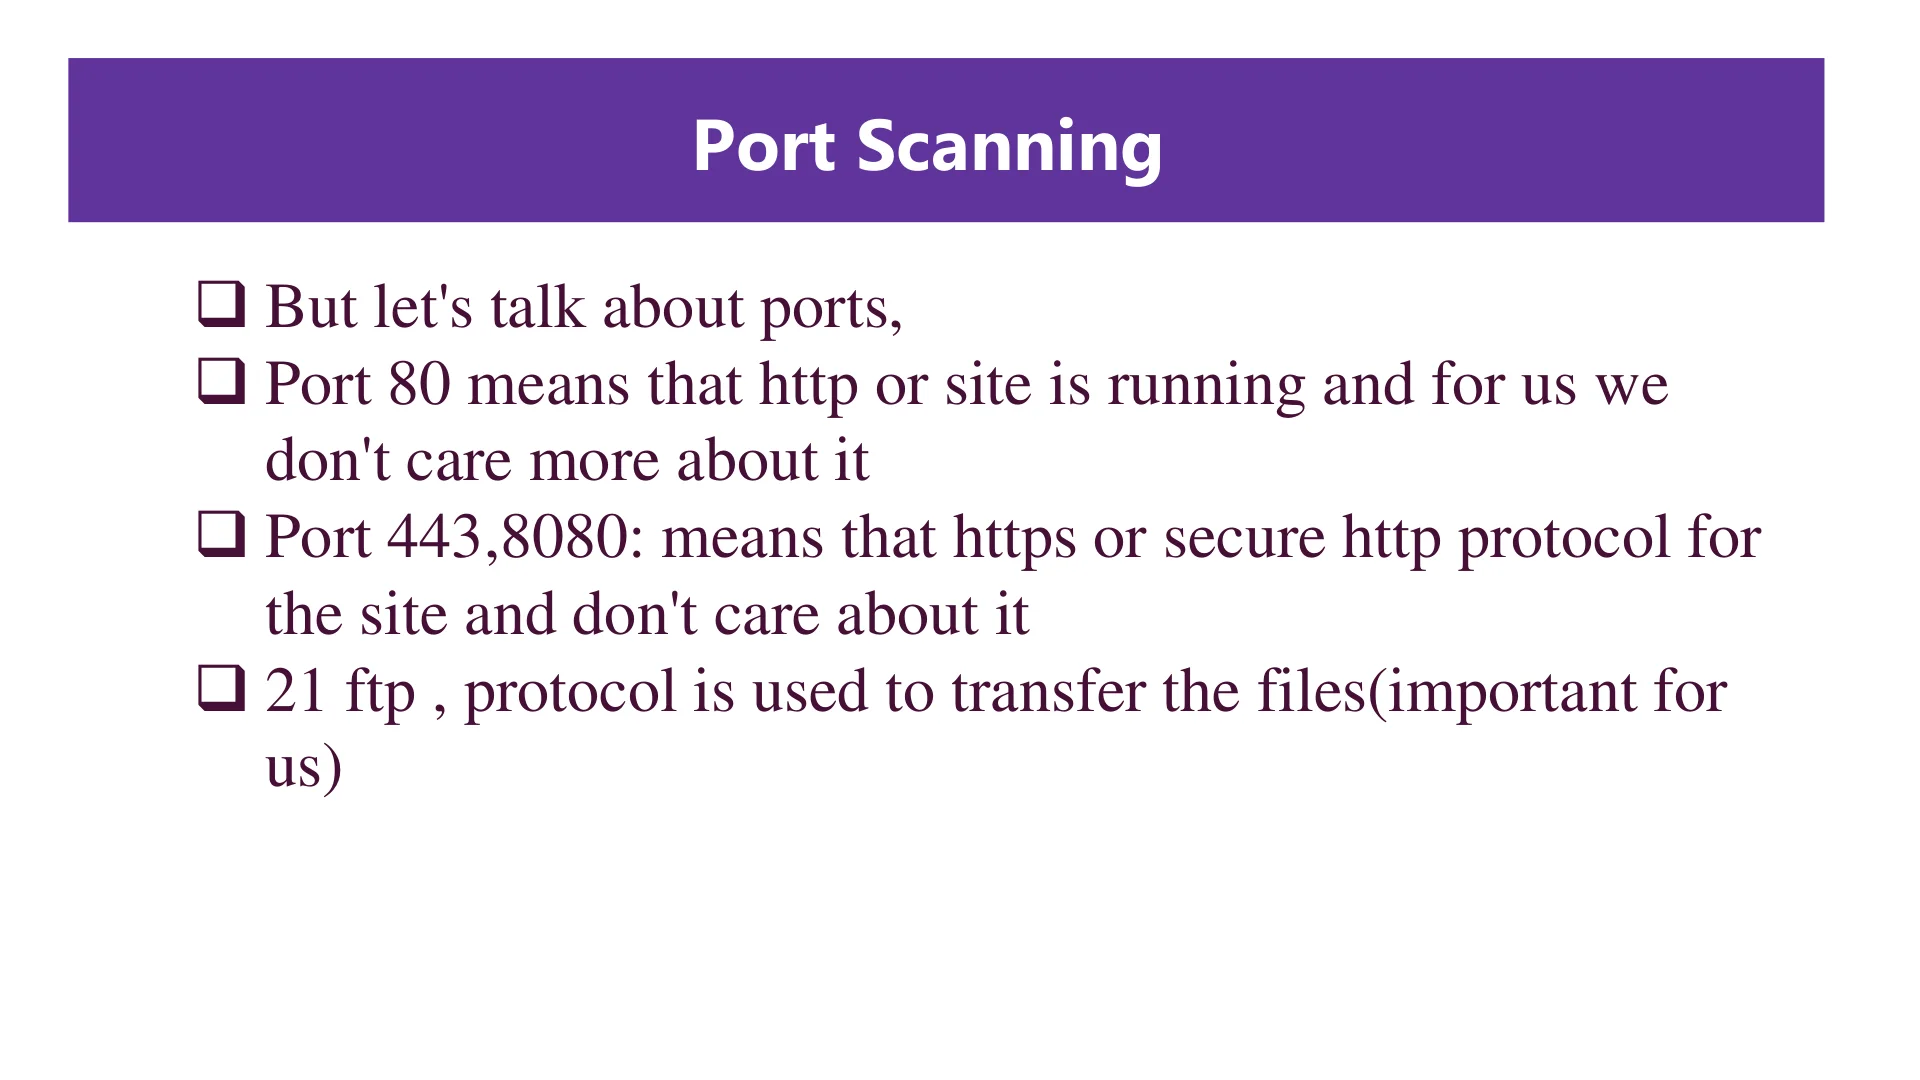 Port Scanning
But let's talk about ports,
Port 80 means that http or site is running and for us we
don't care more about it
Port 443,8080: means that https or secure http protocol for
the site and don't care about it
21 ftp , protocol is used to transfer the files(important for
us)